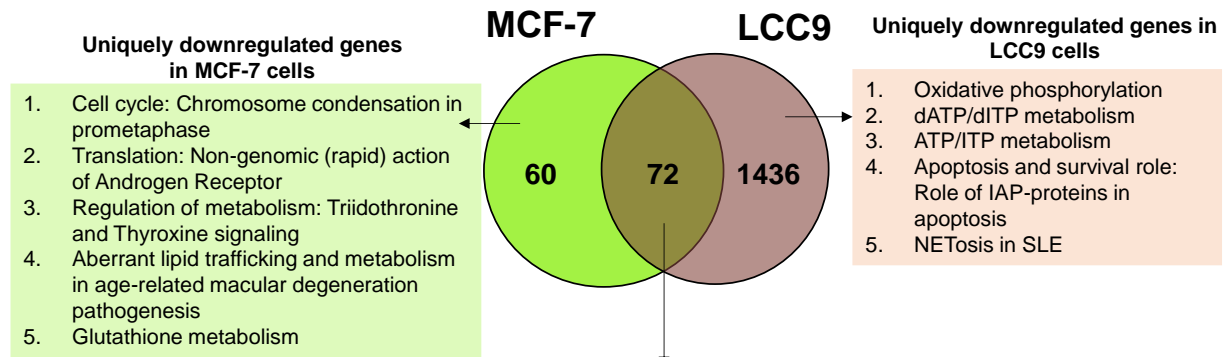 MCF-7
LCC9
Uniquely downregulated genes
in MCF-7 cells
1. Cell cycle: Chromosome condensation in
prometaphase
2. Translation: Non-genomic (rapid) action
of Androgen Receptor
3. Regulation of metabolism: Triidothronine
and Thyroxine signaling
4. Aberrant lipid trafficking and metabolism
in age-related macular degeneration
pathogenesis
5. Glutathione metabolism
60
72
1436
Uniquely downregulated genes in
LCC9 cells
1. Oxidative phosphorylation
2. dATP/dITP metabolism
3. ATP/ITP metabolism
4. Apoptosis and survival role:
Role of IAP-proteins in
apoptosis
5. NETosis in SLE